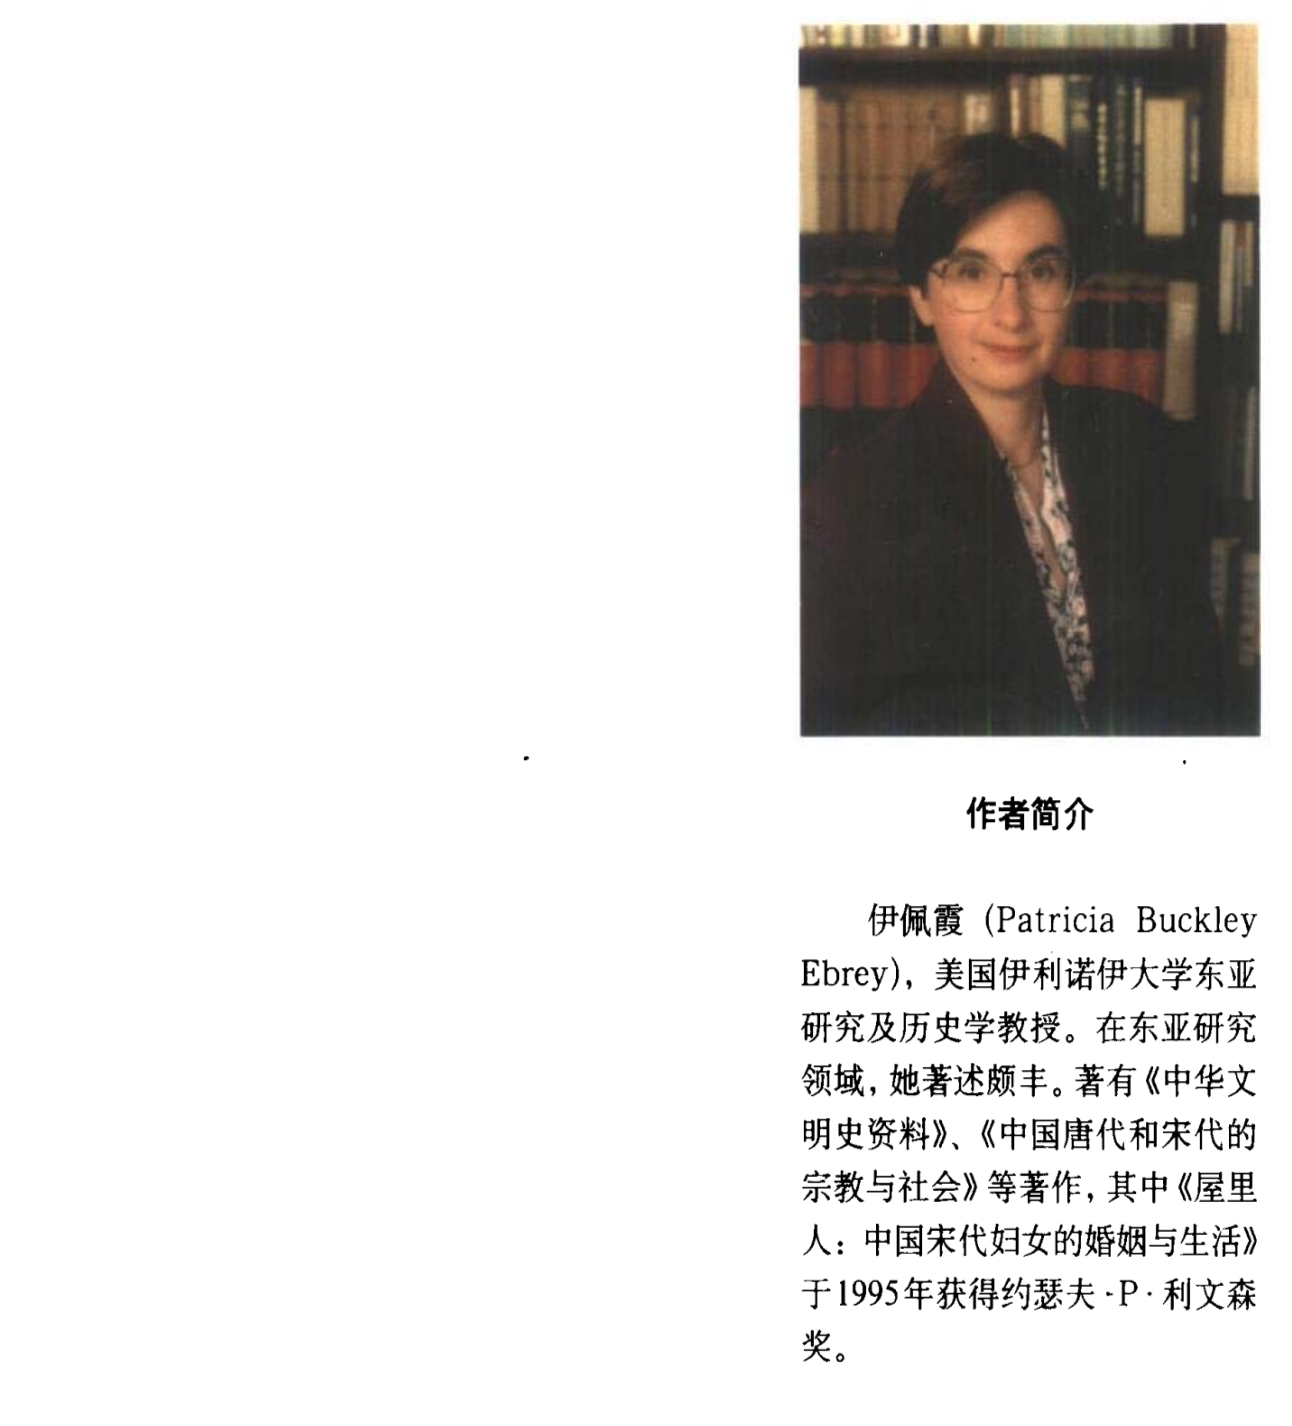 作者简介
伊佩霞 (Patricia Buckley
Ebrey)，美国伊利诺伊大学东亚
研究及历史学教授。在东亚研究
领域，她著述颇丰。著有《中华文
明史资料》、《中国唐代和宋代的
宗教与社会》等著作，其中《屋里
人：中国宋代妇女的婚姻与生活》
于1995年获得约瑟夫·P·利文森
奖。